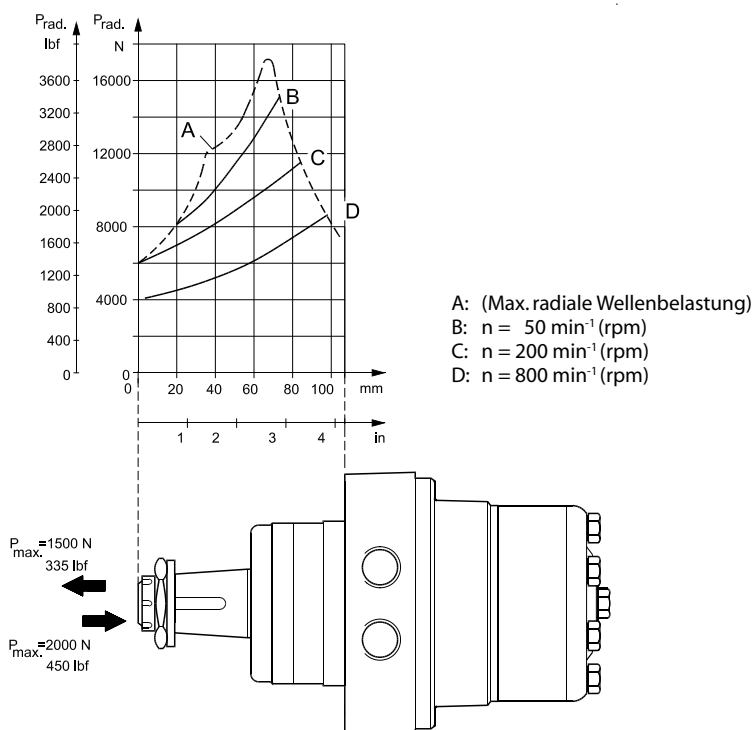 Prad.
lbf
Prad.
N
3600
3200
2800
2400
2000
1600
1200
800
400
0
16000
12000
8000
4000
0
A
B
C
D
0 20 40 60 80 100 mm
1 2 3 4 in
A: (Max. radiale Wellenbelastung)
B: n = 50 min-1 (rpm)
C: n = 200 min-1 (rpm)
D: n = 800 min-1 (rpm)
Pmax.=1500 N
335 lbf
Pmax.=2000 N
450 lbf